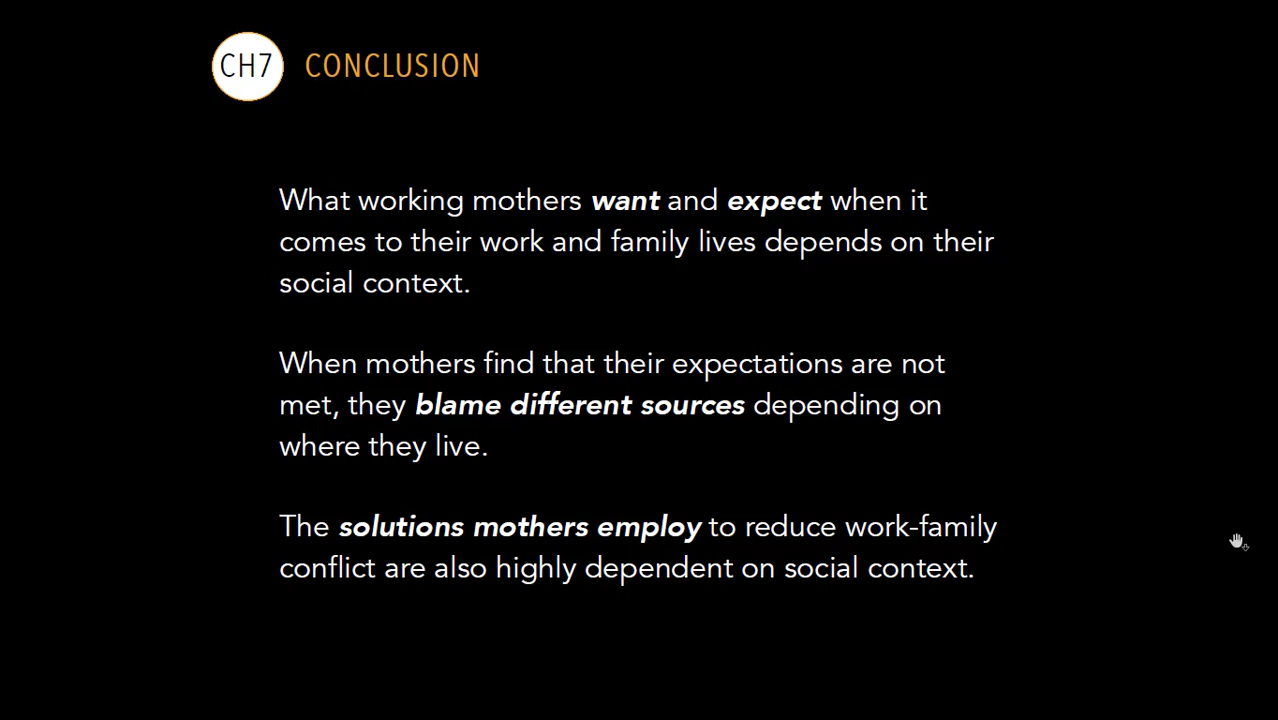 CH7 CONCLUSION
What working mothers want and expect when it
comes to their work and family lives depends on their
social context.
When mothers find that their expectations are not
met, they blame different sources depending on
where they live.
The solutions mothers employ to reduce work-family
conflict are also highly dependent on social context.